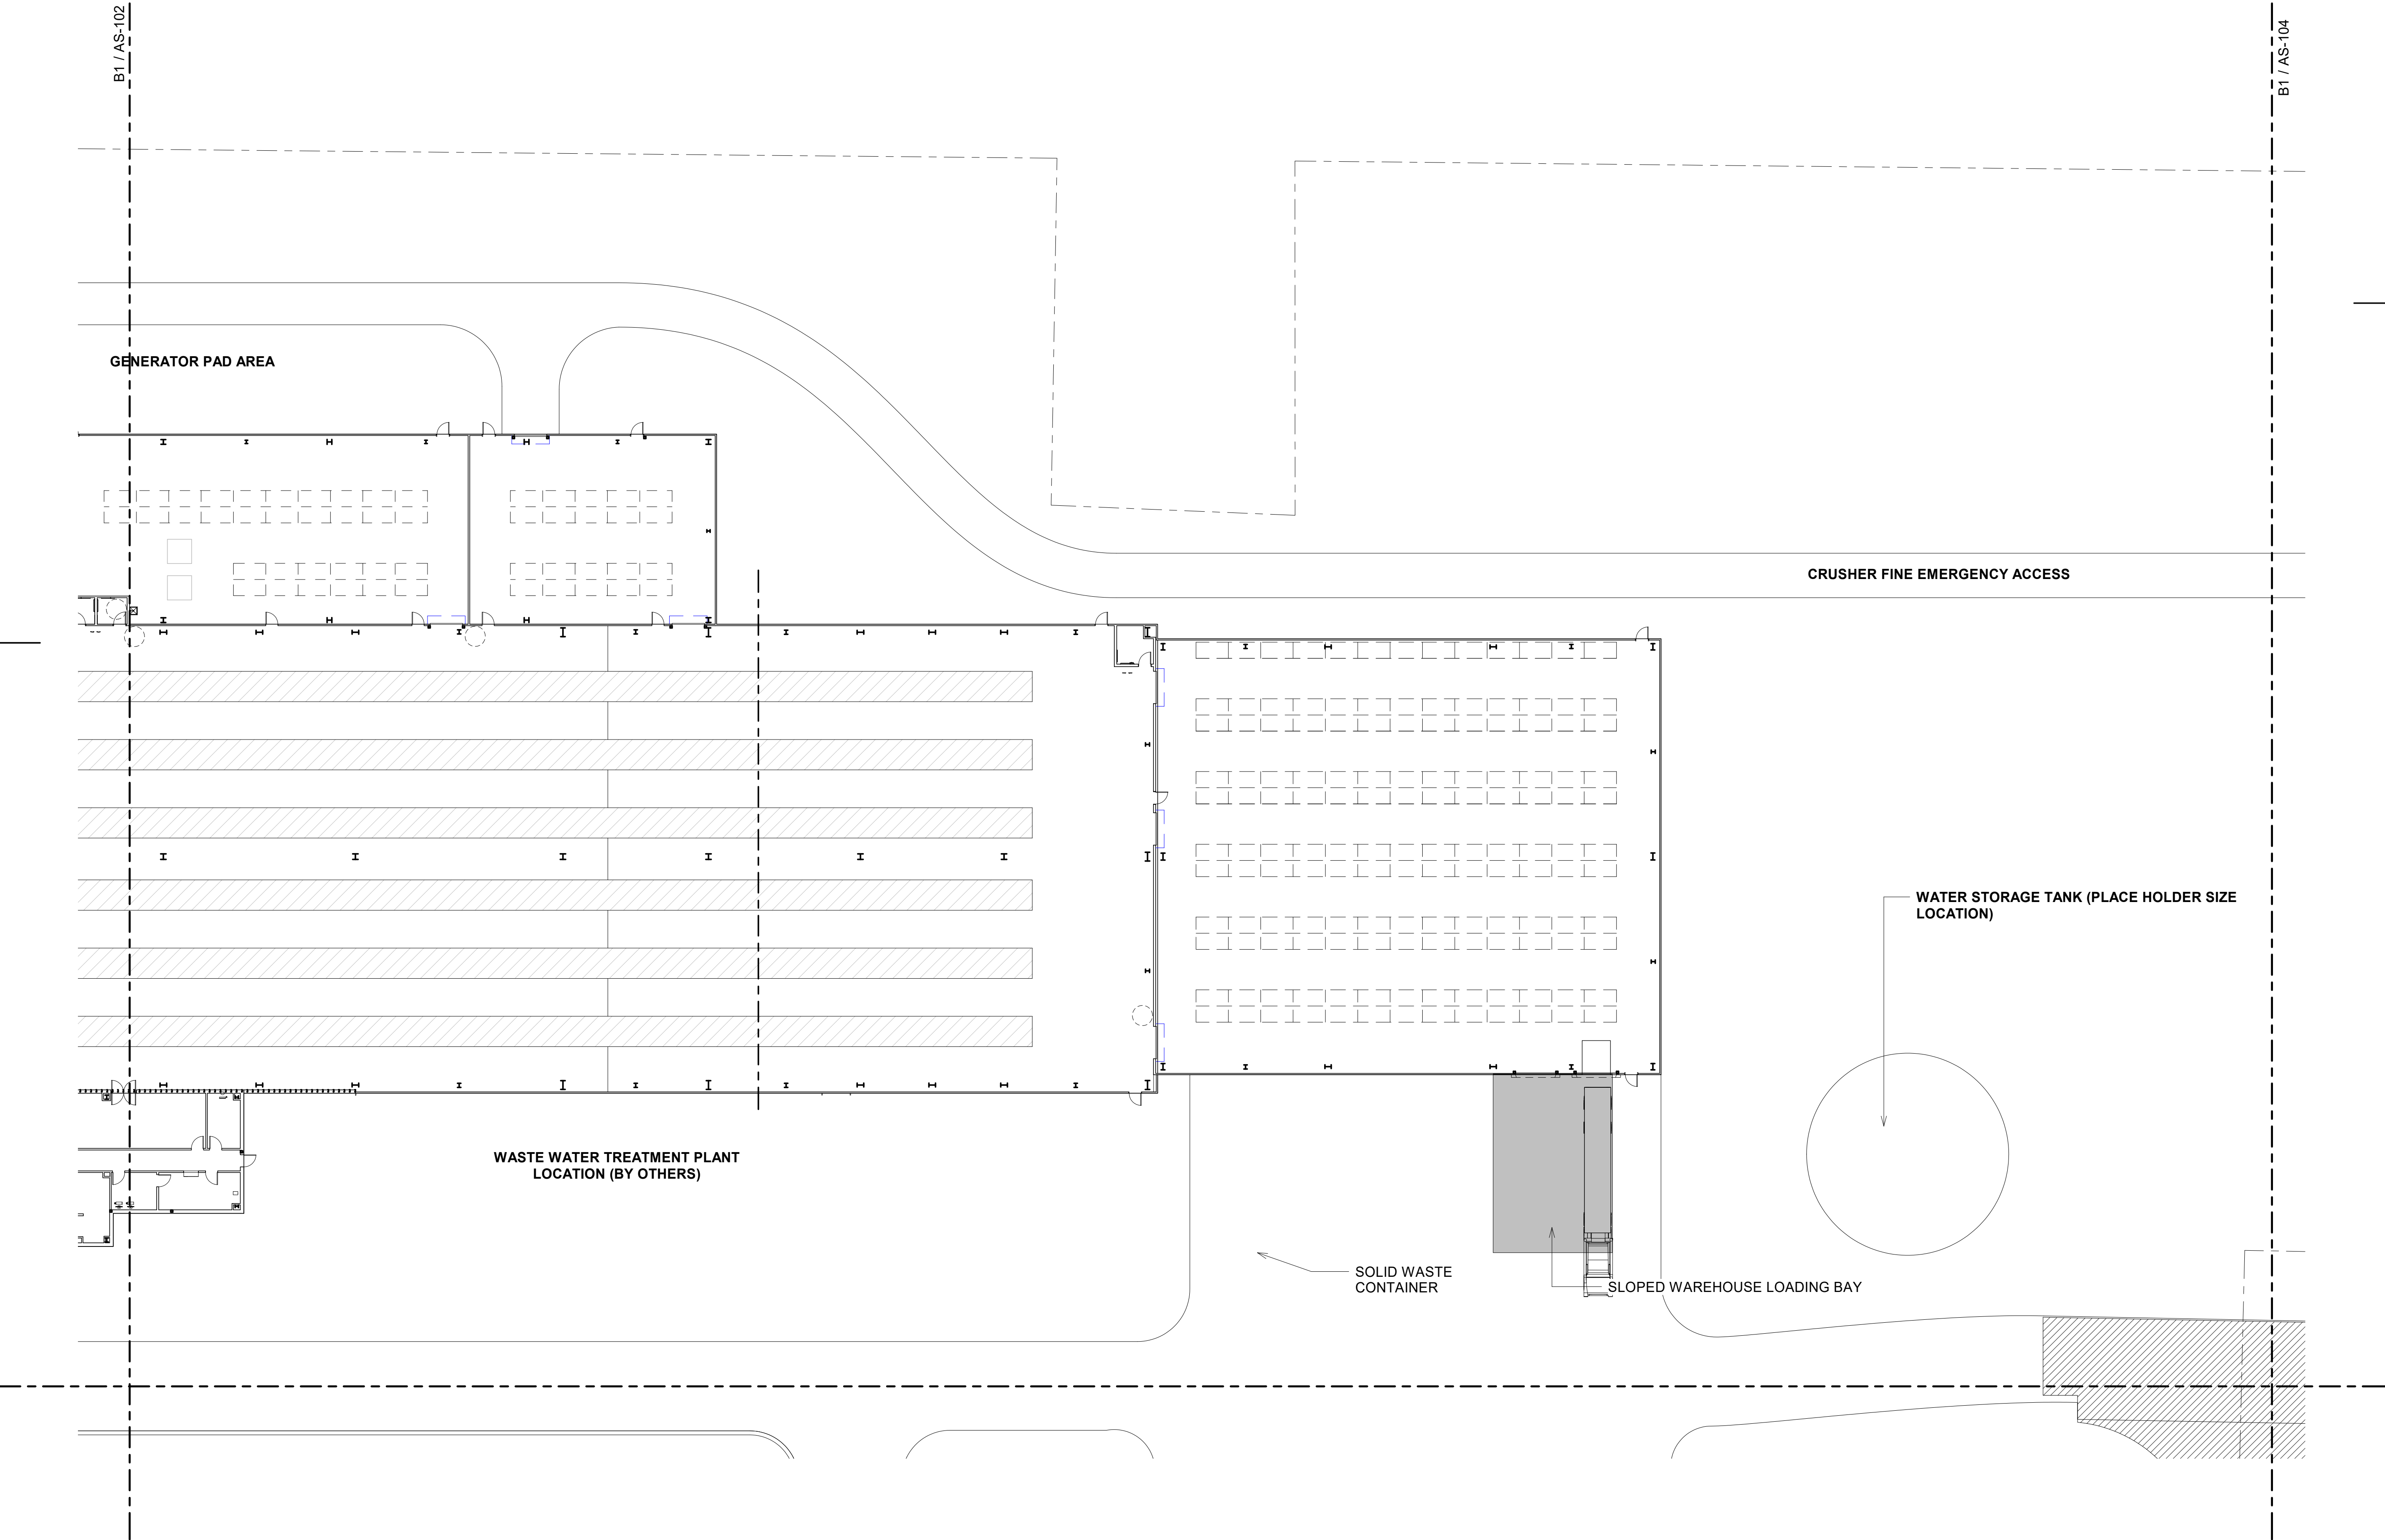 B1 / AS-102
B1 / AS-104
GENERATOR PAD AREA
CRUSHER FINE EMERGENCY ACCESS
WATER STORAGE TANK (PLACE HOLDER SIZE
LOCATION)
WASTE WATER TREATMENT PLANT
LOCATION (BY OTHERS)
SOLID WASTE
CONTAINER
SLOPED WAREHOUSE LOADING BAY